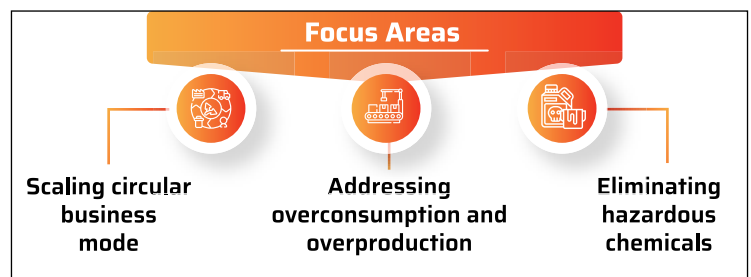 Focus Areas
Scaling circular
business
mode
Addressing
overconsumption and
overproduction
Eliminating
hazardous
chemicals